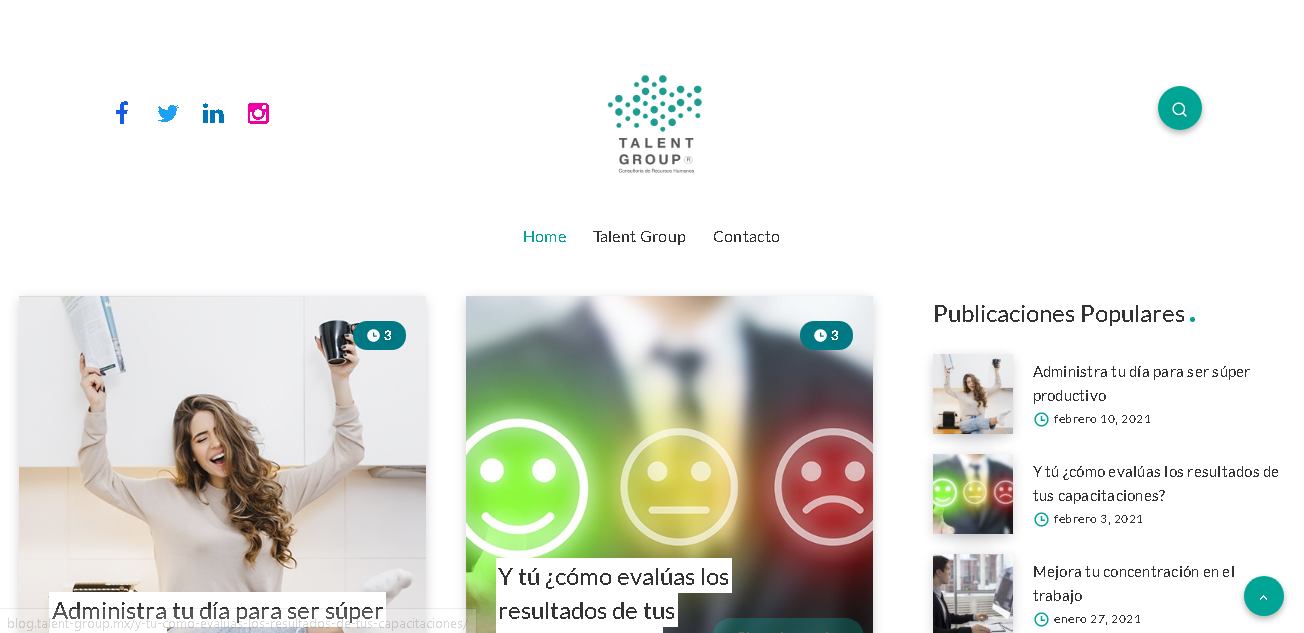 TALENT
GROUP®
Consultoría de Recursos Humanos
Home Talent Group Contacto
3
3
Administra tu día para ser súper
Y tú ¿cómo evalúas los
resultados de tus
Publicaciones Populares.
Administra tu día para ser súper
productivo
febrero 10, 2021
Y tú ¿cómo evalúas los resultados de
tus capacitaciones?
febrero 3, 2021
Mejora tu concentración en el
trabajo
enero 27, 2021
blog.talent-group.mx/y-tu-como-evaluas-los-resultados-de-tus-capacitaciones/